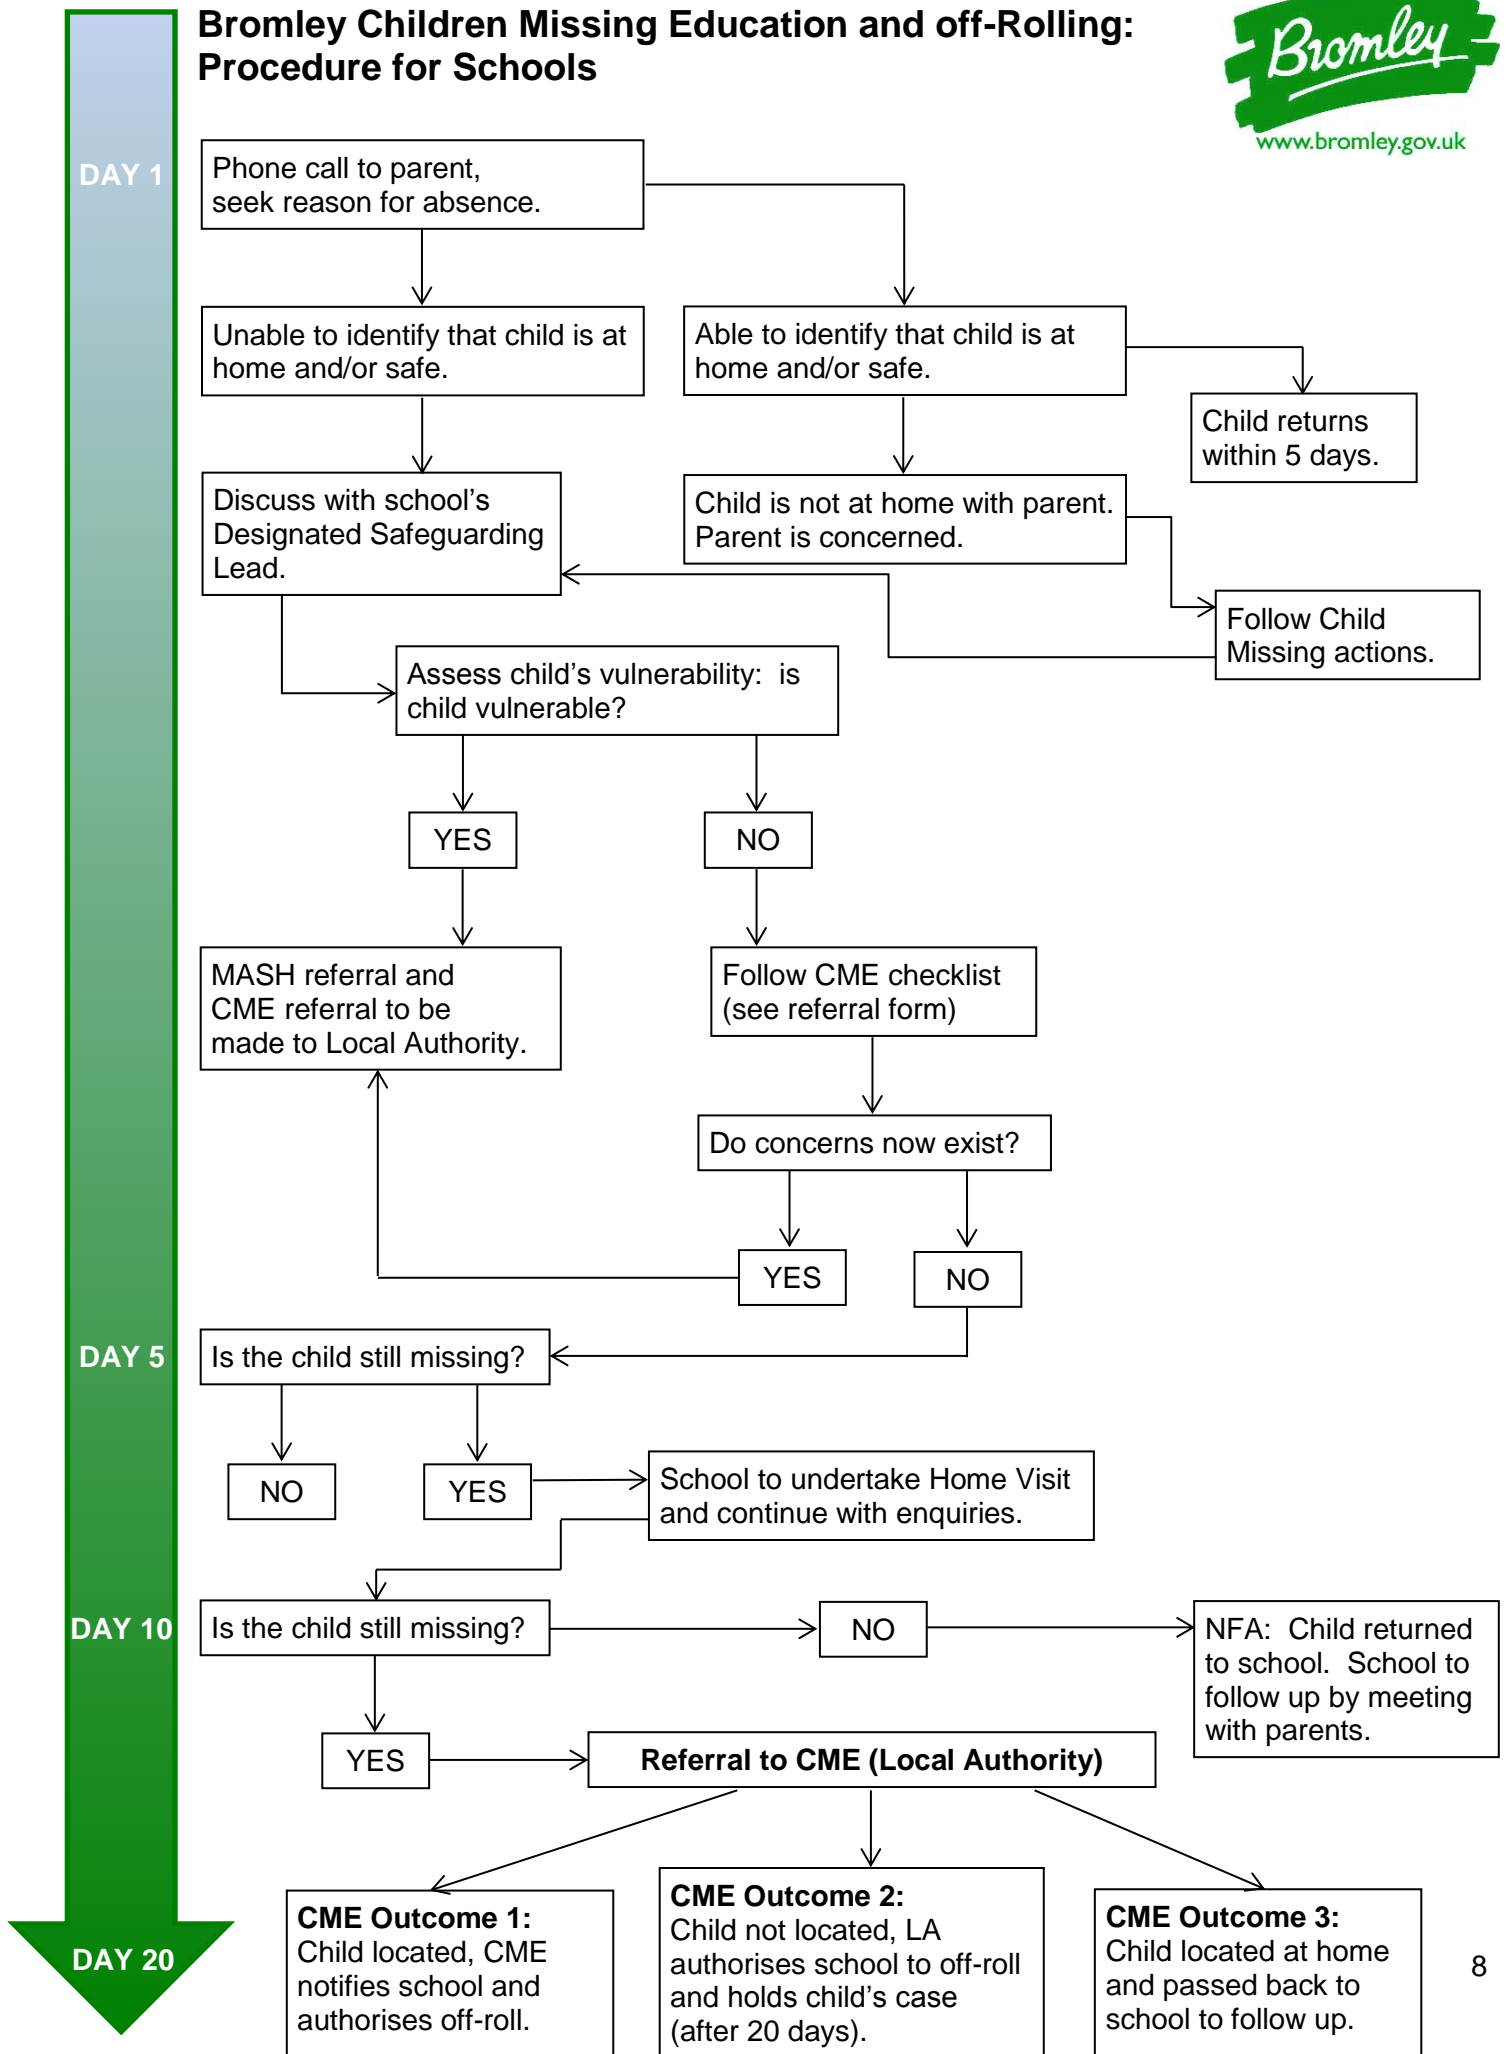 Bromley Children Missing Education and off-Rolling:
Procedure for Schools
Bromley
www.bromley.gov.uk
DAY 1
Phone call to parent,
seek reason for absence.
Unable to identify that child is at
home and/or safe.
Able to identify that child is at
home and/or safe.
Child returns
within 5 days.
Discuss with school’s
Designated Safeguarding
Lead.
Child is not at home with parent.
Parent is concerned.
Follow Child
Missing actions.
Assess child’s vulnerability:  is
child vulnerable?
YES
NO
MASH referral and
CME referral to be
made to Local Authority.
Follow CME checklist
(see referral form)
Do concerns now exist?
YES
NO
DAY 5
Is the child still missing?
NO
YES
School to undertake Home Visit
and continue with enquiries.
DAY 10
Is the child still missing?
NO
NFA:  Child returned
to school.  School to
follow up by meeting
with parents.
YES
Referral to CME (Local Authority)
DAY 20
CME Outcome 1:
Child located, CME
notifies school and
authorises off-roll.
CME Outcome 2:
Child not located, LA
authorises school to off-roll
and holds child’s case
(after 20 days).
CME Outcome 3:
Child located at home
and passed back to
school to follow up.
8